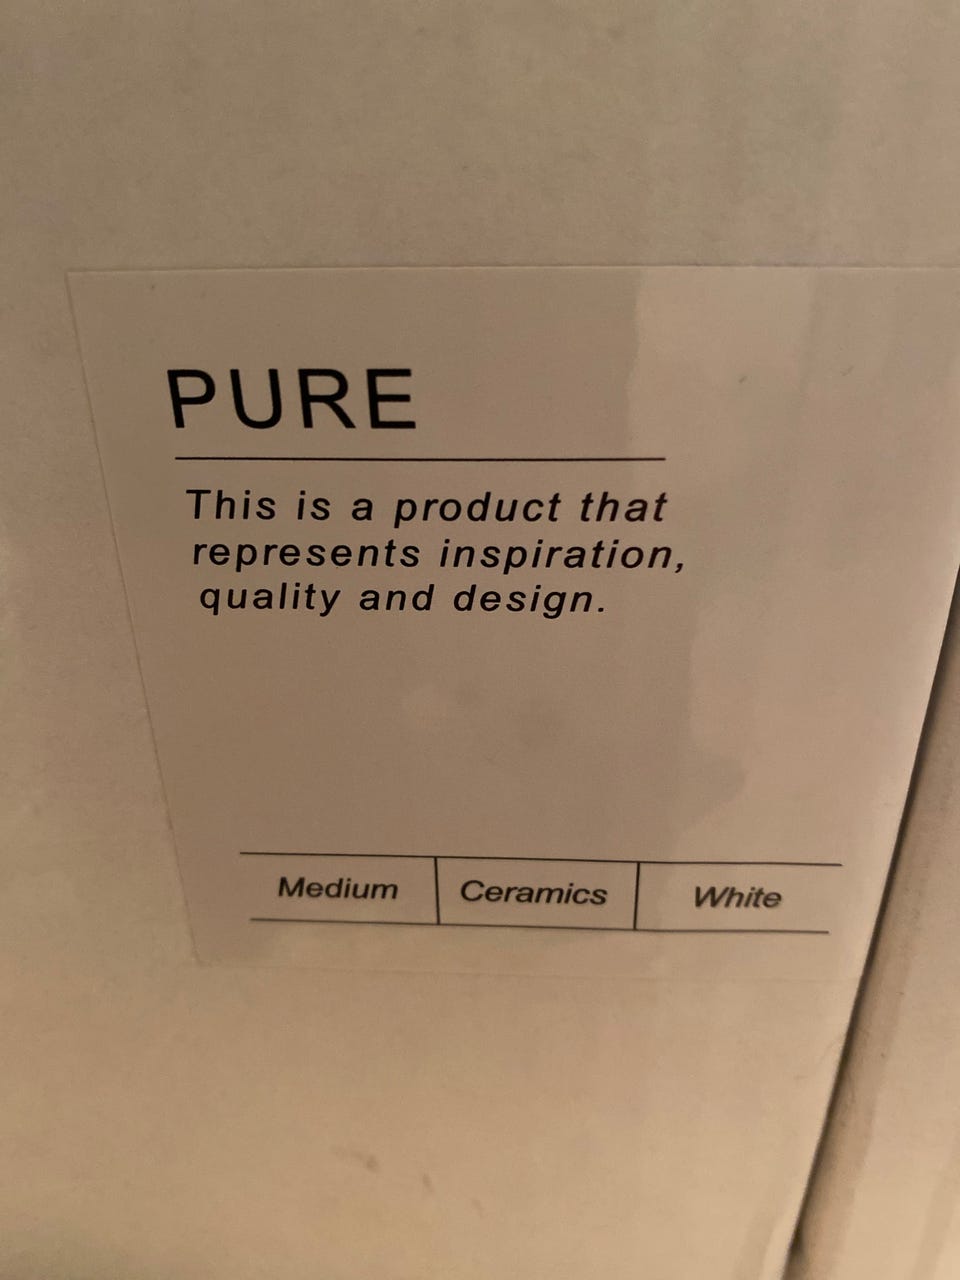 PURE
This is a product that
represents inspiration,
quality and design.
Medium Ceramics White